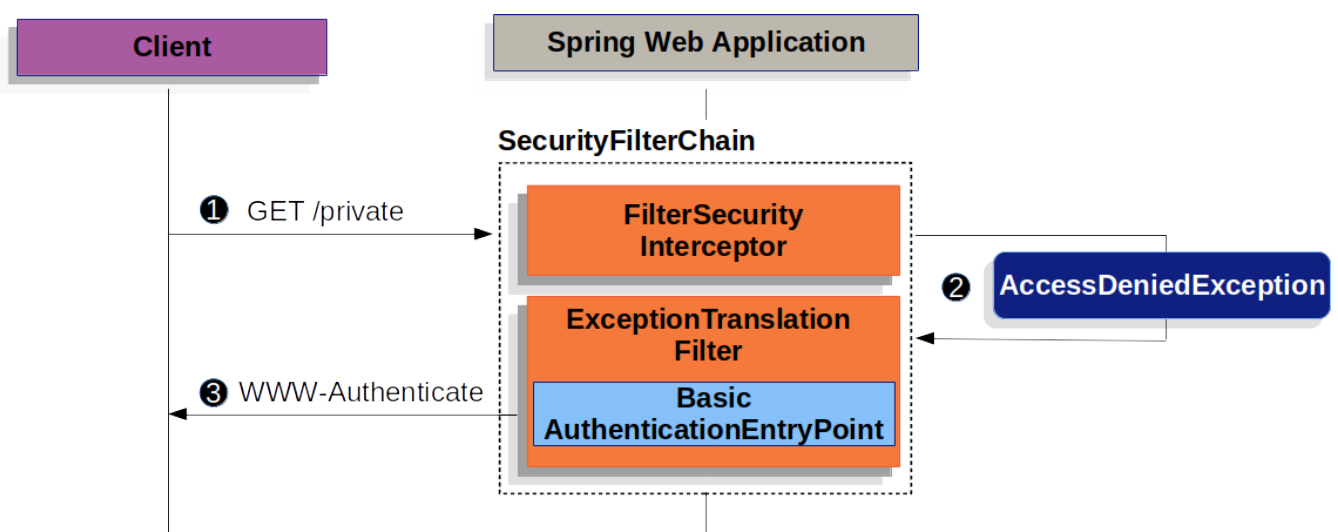 Client
Spring Web Application
SecurityFilterChain
❶ GET /private
FilterSecurity
Interceptor
❷ AccessDeniedException
ExceptionTranslation
Filter
❸ WWW-Authenticate
Basic
AuthenticationEntryPoint